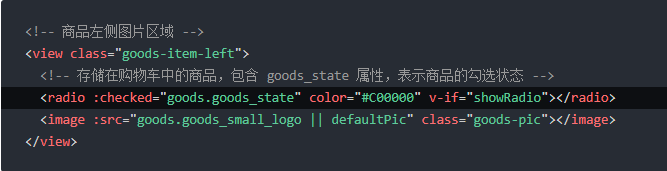 <!-- 商品左侧图片区域 -->
<view class="goods-item-left">
<!-- 存储在购物车中的商品，包含 goods_state 属性，表示商品的勾选状态 -->
<radio :checked="goods.goods_state" color="#C00000" v-if="showRadio"></radio>
<image :src="goods.goods_small_logo || defaultPic" class="goods-pic"></image>
</view>